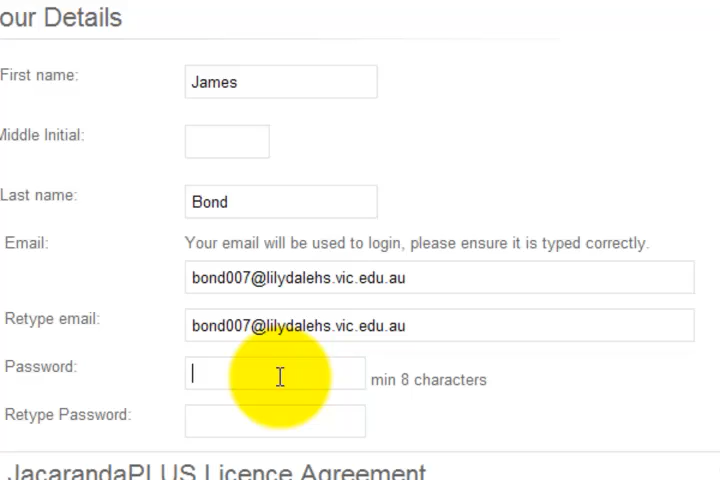 our Details
First name:
James
Middle Initial:
Last name:
Bond
Email:
Your email will be used to login, please ensure it is typed correctly.
bond007@lilydalehs.vic.edu.au
Retype email:
bond007@lilydalehs.vic.edu.au
Password:
min 8 characters
Retype Password:
JacarandaPLUS Licence Agreement